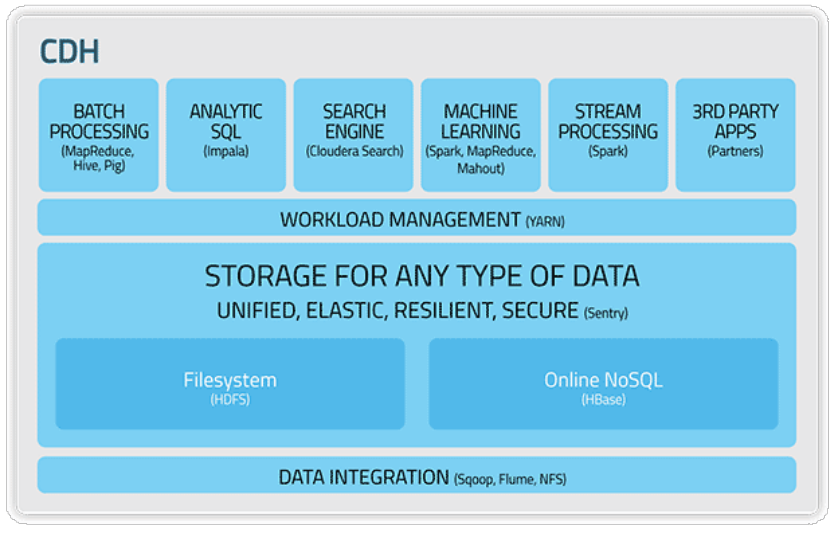 CDH
BATCH
PROCESSING
(MapReduce,
Hive, Pig)
ANALYTIC
SQL
(Impala)
SEARCH
ENGINE
(Cloudera Search)
MACHINE
LEARNING
(Spark, MapReduce,
Mahout)
STREAM
PROCESSING
(Spark)
3RD PARTY
APPS
(Partners)
WORKLOAD MANAGEMENT (YARN)
STORAGE FOR ANY TYPE OF DATA
UNIFIED, ELASTIC, RESILIENT, SECURE (Sentry)
Filesystem
(HDFS)
Online NoSQL
(HBase)
DATA INTEGRATION (Sqoop, Flume, NFS)